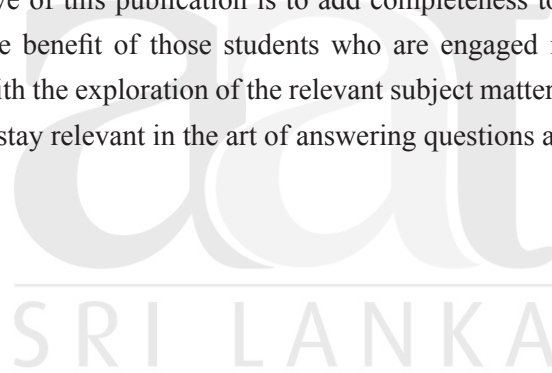 ve of this publication is to add completeness to
e benefit of those students who are engaged
ith the exploration of the relevant subject matter
stay relevant in the art of answering questions a
aat
SRI LANKA